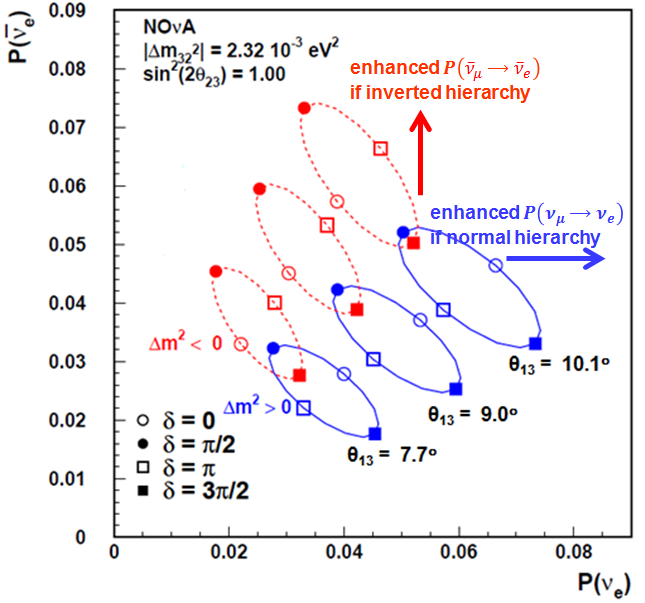 P(ν̄ₑ)
0.09
0.08
0.07
0.06
0.05
0.04
0.03
0.02
0.01
0
NOνA
|Δm₃₂²| = 2.32 10⁻³ eV²
sin²(2θ₂₃) = 1.00
enhanced P(ν̄_μ → ν̄ₑ)
if inverted hierarchy
enhanced P(ν_μ → νₑ)
if normal hierarchy
Δm² < 0
Δm² > 0
θ₁₃ = 10.1°
θ₁₃ = 9.0°
θ₁₃ = 7.7°
δ = 0
δ = π/2
δ = π
δ = 3π/2
0 0.02 0.04 0.06 0.08
P(νₑ)